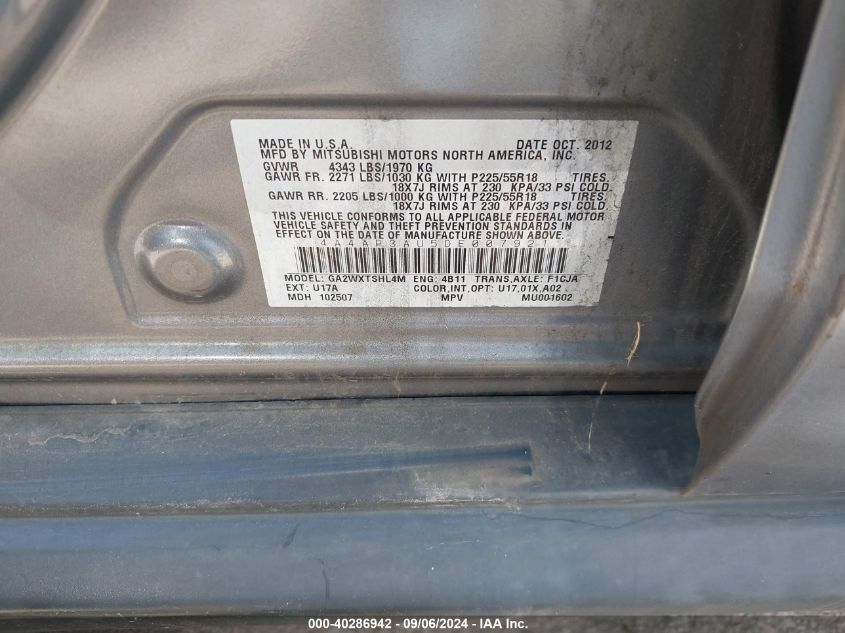 MADE IN U.S.A. DATE OCT. 2012
MFD BY MITSUBISHI MOTORS NORTH AMERICA, INC.
GVWR 4343 LBS/1970 KG
GAWR FR. 2271 LBS/1030 KG WITH P225/55R18 TIRES,
18X7J RIMS AT 230 KPA/33 PSI COLD.
GAWR RR. 2205 LBS/1000 KG WITH P225/55R18 TIRES,
18X7J RIMS AT 230 KPA/33 PSI COLD.
THIS VEHICLE CONFORMS TO ALL APPLICABLE FEDERAL MOTOR
VEHICLE SAFETY AND THEFT PREVENTION STANDARDS IN
EFFECT ON THE DATE OF MANUFACTURE SHOWN ABOVE.
MODEL: GA2WXTSHL4M ENG: 4B11 TRANS,AXLE: F1CJA
EXT: U17A COLOR,INT,OPT: U17,01X,A02
MDH 102507 MPV MU001602
000-40286942 - 09/06/2024 - IAA Inc.